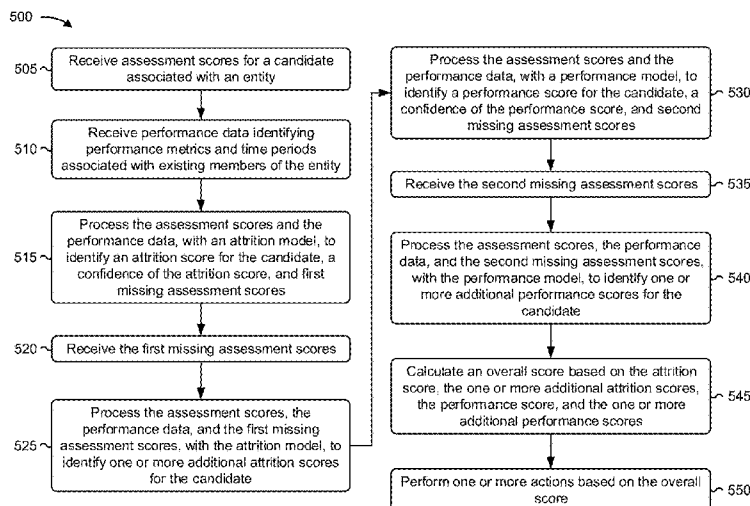 500
505
Receive assessment scores for a candidate
associated with an entity
510
Receive performance data identifying
performance metrics and time periods
associated with existing members of the entity
515
Process the assessment scores and the
performance data, with an attrition model, to
identify an attrition score for the candidate, a
confidence of the attrition score, and first
missing assessment scores
520
Receive the first missing assessment scores
525
Process the assessment scores, the
performance data, and the first missing
assessment scores, with the attrition model, to
identify one or more additional attrition scores
for the candidate
Process the assessment scores and the
performance data, with a performance model, to
identify a performance score for the candidate, a
confidence of the performance score, and second
missing assessment scores
530
Receive the second missing assessment scores
535
Process the assessment scores, the performance
data, and the second missing assessment scores,
with the performance model, to identify one or
more additional performance scores for the
candidate
540
Calculate an overall score based on the attrition
score, the one or more additional attrition scores,
the performance score, and the one or more
additional performance scores
545
Perform one or more actions based on the overall
score
550